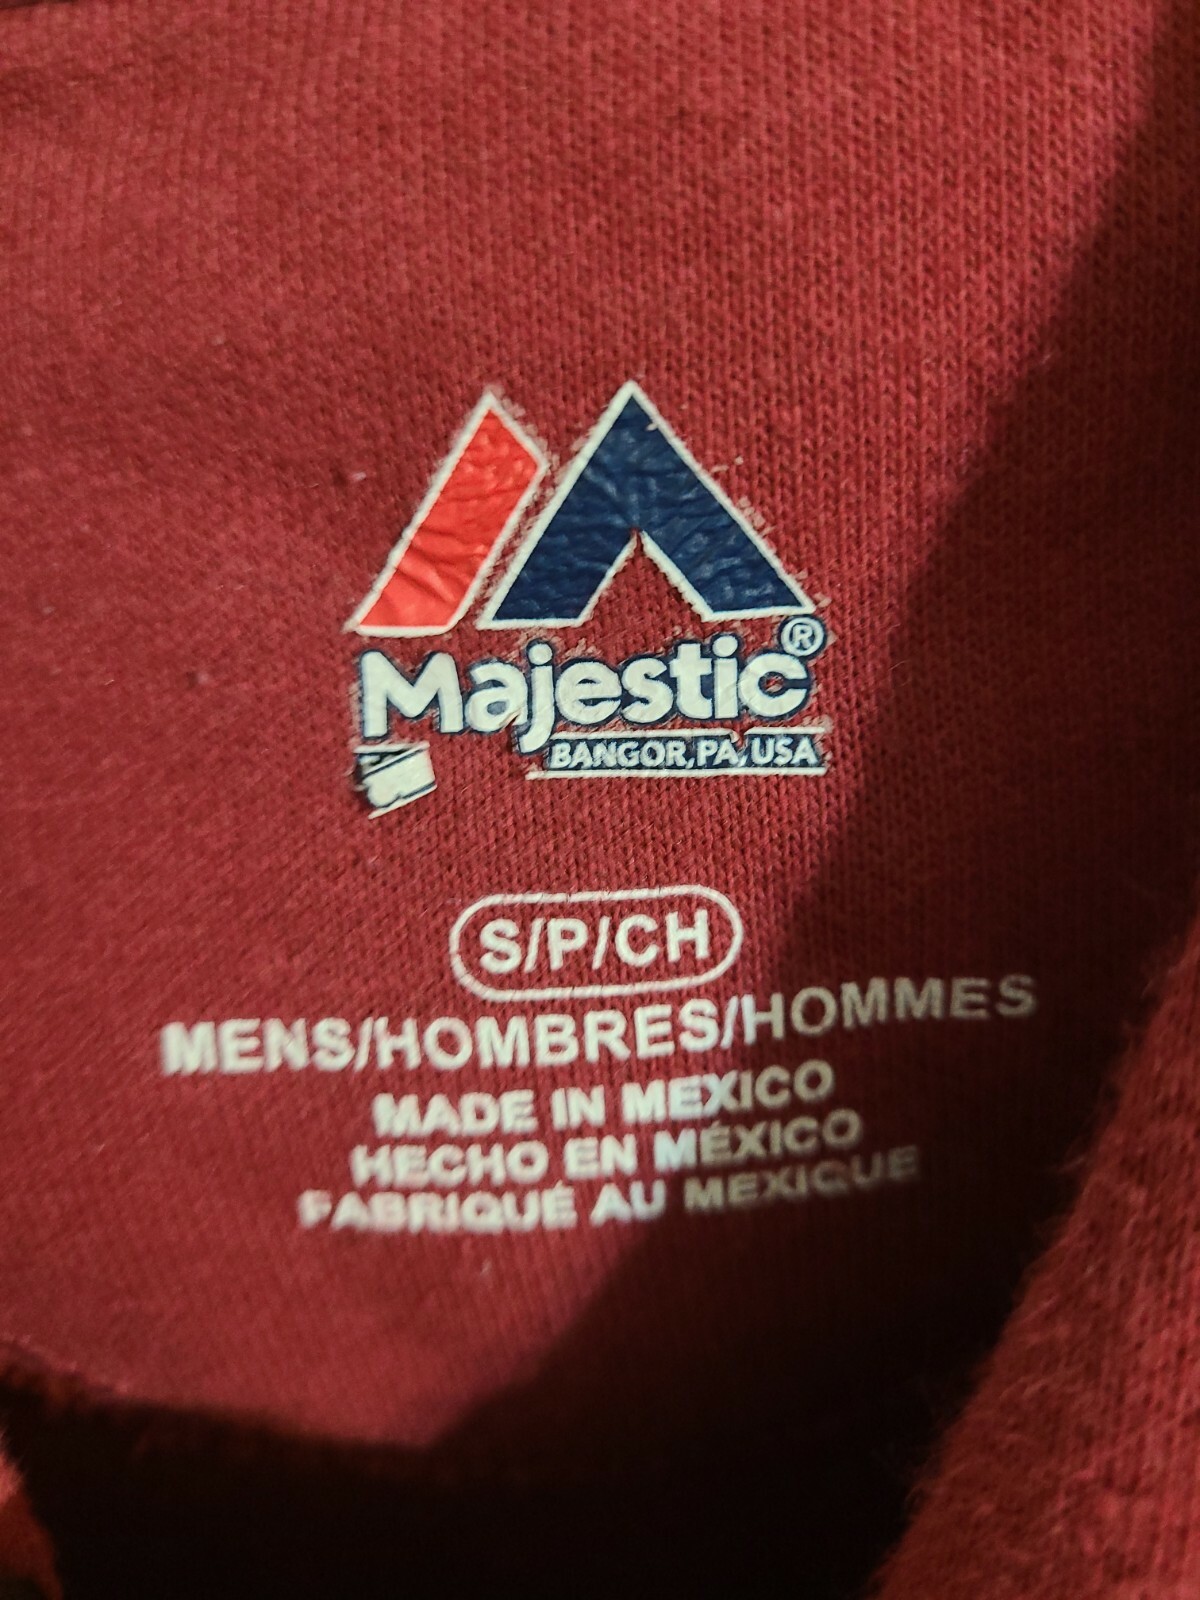 Majestic®
BANGOR, PA, USA
S/P/CH
MENS/HOMBRES/HOMMES
MADE IN MEXICO
HECHO EN MÉXICO
FABRIQUÉ AU MEXIQUE